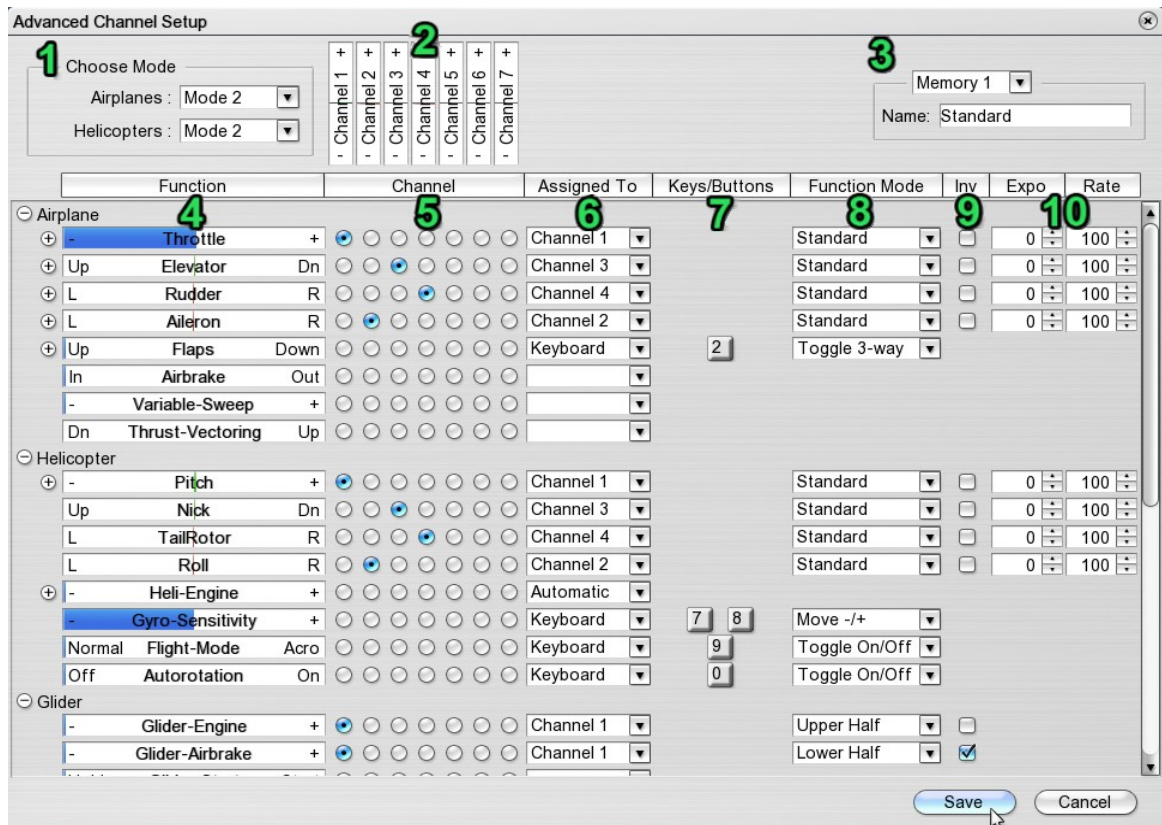 Advanced Channel Setup
1 2 3
Choose Mode
Airplanes : Mode 2
Helicopters : Mode 2
- Channel 1 +
- Channel 2 +
- Channel 3 +
- Channel 4
- Channel 5 +
- Channel 6 +
- Channel 7 +
Memory 1
Name: Standard
Function Channel Assigned To Keys/Buttons Function Mode Inv Expo Rate
4 5 6 7 8 9 10
Airplane
- Throttle + Channel 1 Standard 0 100
Up Elevator Dn Channel 3 Standard 0 100
L Rudder R Channel 4 Standard 0 100
L Aileron R Channel 2 Standard 0 100
Up Flaps Down Keyboard 2 Toggle 3-way
In Airbrake Out
- Variable-Sweep +
Dn Thrust-Vectoring Up
Helicopter
- Pitch + Channel 1 Standard 0 100
Up Nick Dn Channel 3 Standard 0 100
L TailRotor R Channel 4 Standard 0 100
L Roll R Channel 2 Standard 0 100
- Heli-Engine + Automatic
- Gyro-Sensitivity + Keyboard 7 8 Move -/+
Normal Flight-Mode Acro Keyboard 9 Toggle On/Off
Off Autorotation On Keyboard 0 Toggle On/Off
Glider
- Glider-Engine + Channel 1 Upper Half
- Glider-Airbrake + Channel 1 Lower Half
Save Cancel